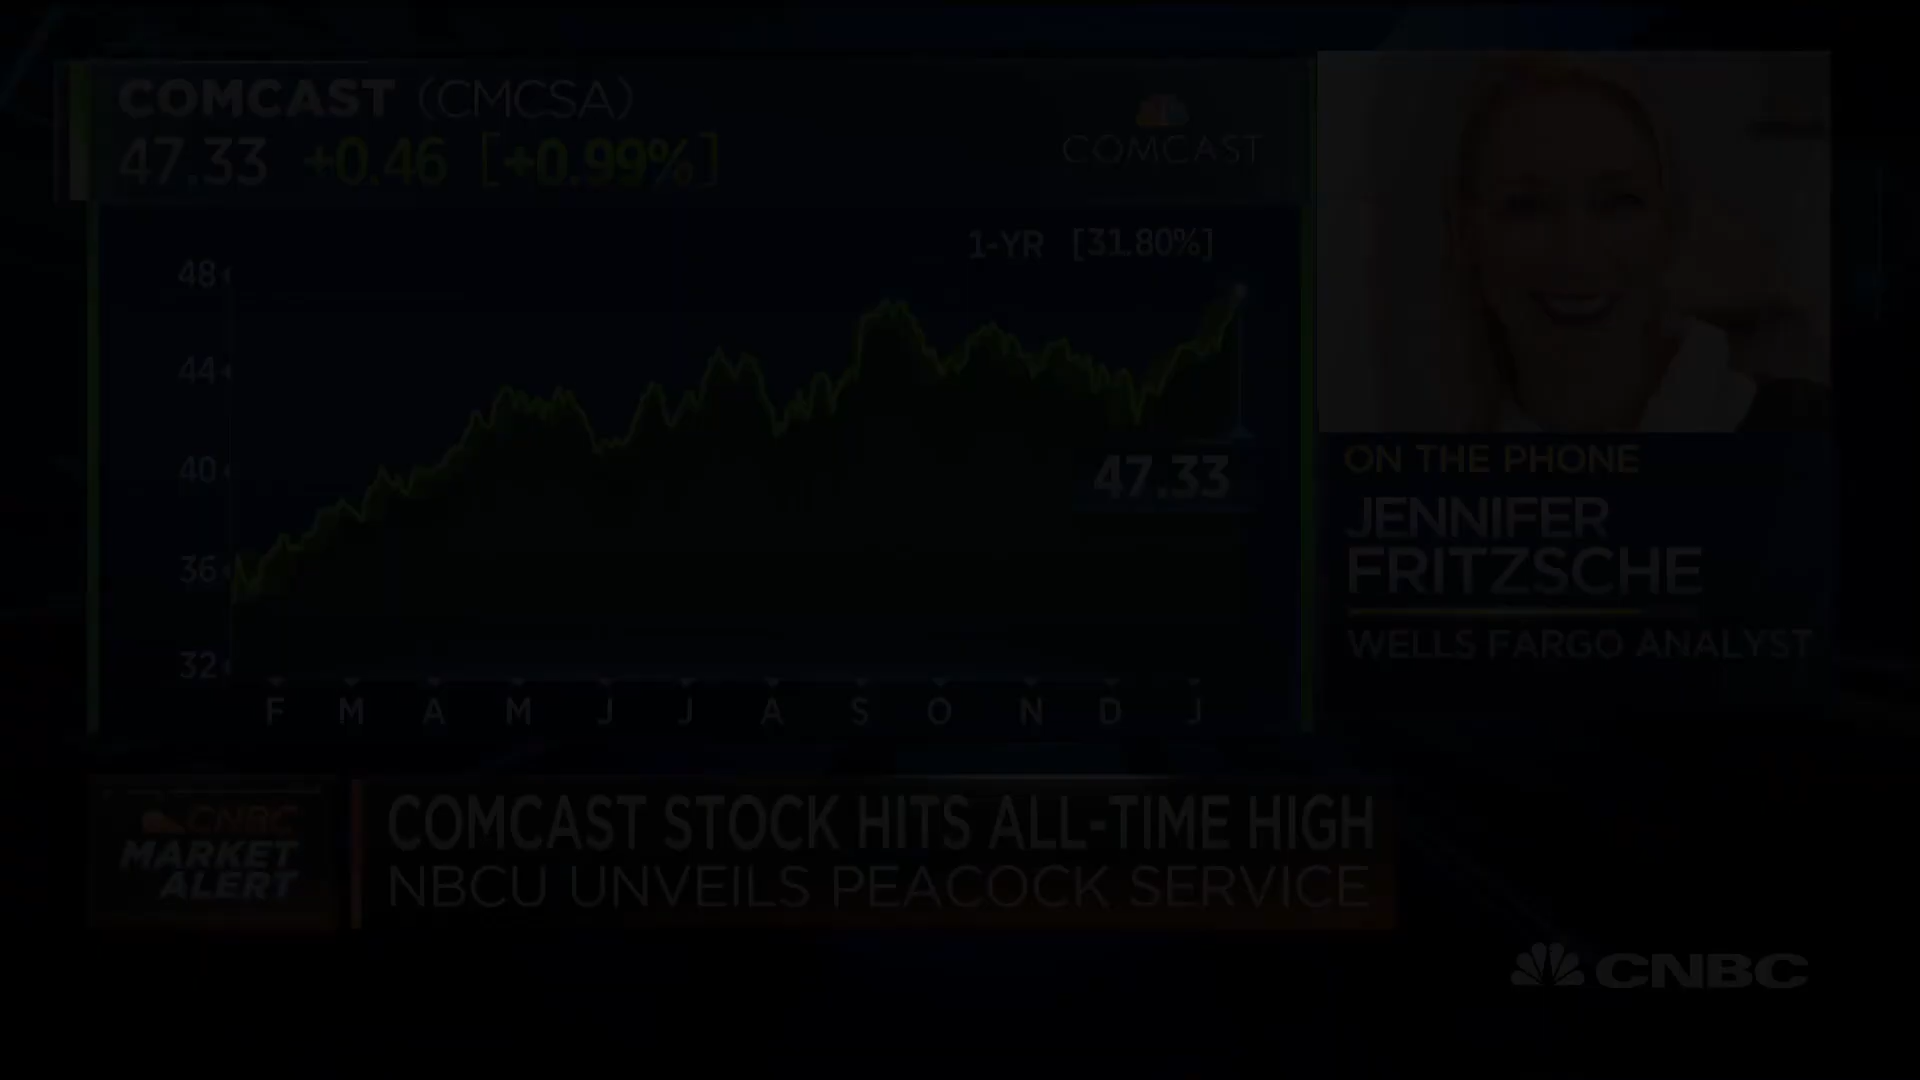 COMCAST (CMCSA)
47.33 +0.46 [+0.99%]
COMCAST
1-YR [31.80%]
48
44
40
36
32
47.33
F M A M J J A S O N D J
ON THE PHONE
JENNIFER
FRITZSCHE
WELLS FARGO ANALYST
CNBC
MARKET
ALERT
COMCAST STOCK HITS ALL-TIME HIGH
NBCU UNVEILS PEACOCK SERVICE
CNBC